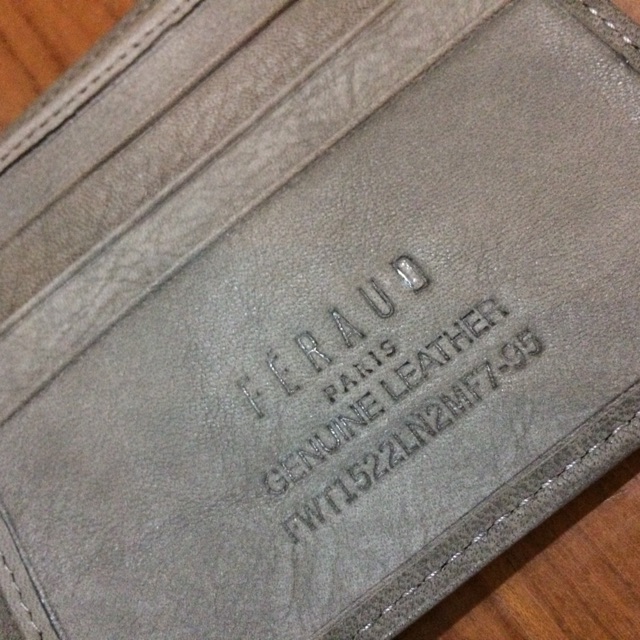 FÉRAUD
PARIS
GENUINE LEATHER
FWT1522LN2MF7-95